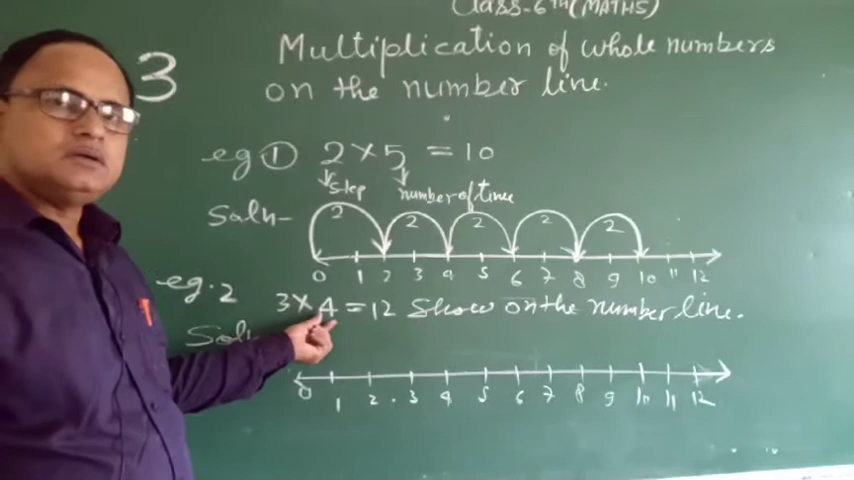 Class-6th (MATHS)
3
Multiplication of whole numbers
on the number line.
eg ① 2×5 = 10
step number of times
Soln-
2 2 2 2 2
0 1 2 3 4 5 6 7 8 9 10 11 12
eg.2
3×4=12 Show on the number line.
Soln
0 1 2 3 4 5 6 7 8 9 10 11 12